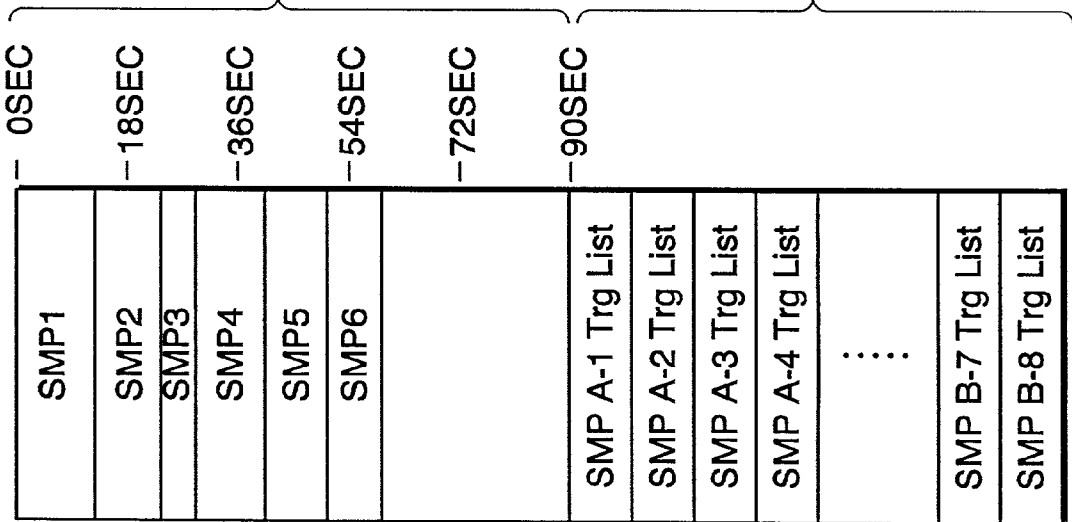 0SEC
18SEC
36SEC
54SEC
72SEC
90SEC
SMP1
SMP2
SMP3
SMP4
SMP5
SMP6
SMP A-1 Trg List
SMP A-2 Trg List
SMP A-3 Trg List
SMP A-4 Trg List
.....
SMP B-7 Trg List
SMP B-8 Trg List